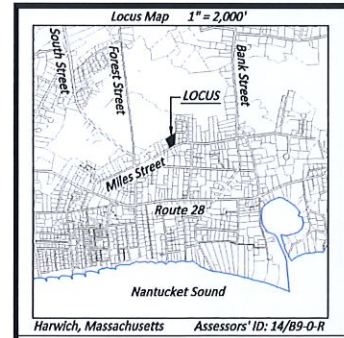 Locus Map 1" = 2,000'
South Street
Forest Street
Bank Street
LOCUS
Miles Street
Route 28
Nantucket Sound
Harwich, Massachusetts Assessors' ID: 14/B9-0-R